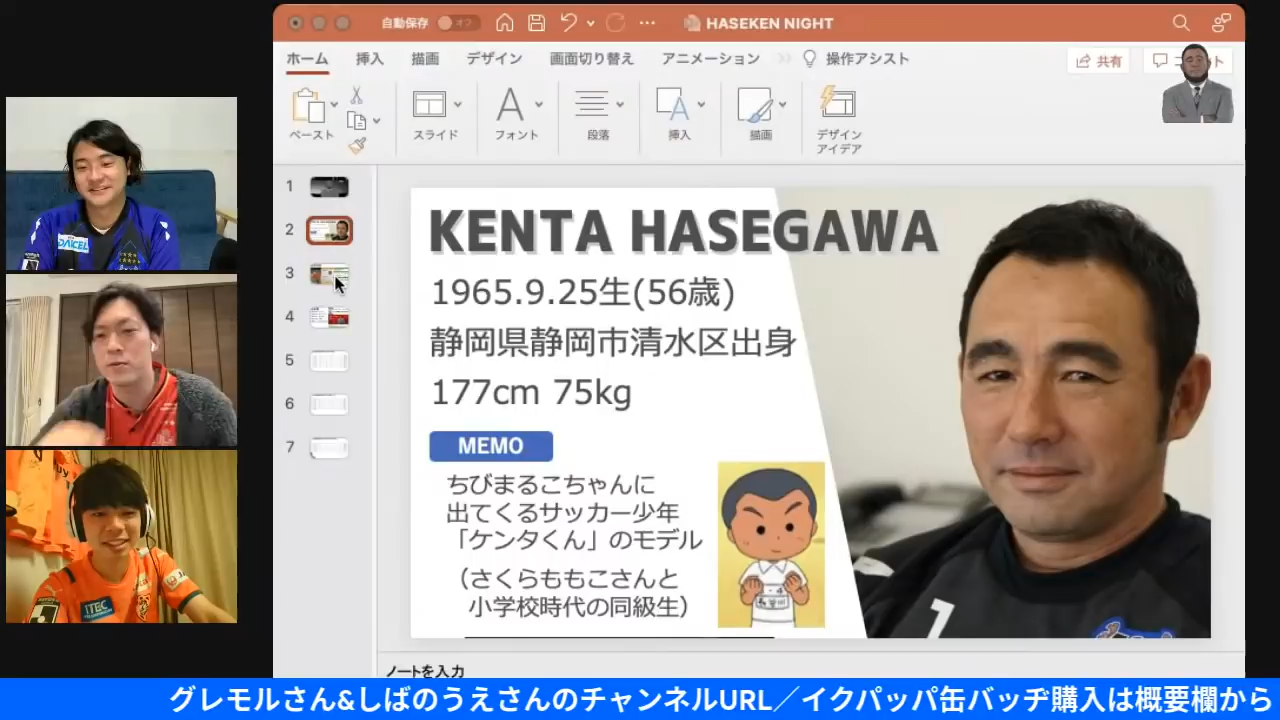 自動保存
オフ
HASEKEN NIGHT
ホーム
挿入
描画
デザイン
画面切り替え
アニメーション
操作アシスト
共有
ペースト
スライド
フォント
段落
挿入
描画
デザイン
アイデア
1
2
3
4
5
6
7
KENTA HASEGAWA
1965.9.25生(56歳)
静岡県静岡市清水区出身
177cm 75kg
MEMO
ちびまるこちゃんに
出てくるサッカー少年
「ケンタくん」のモデル
（さくらももこさんと
小学校時代の同級生）
ノートを入力
DAICEL
ITEC
グレモルさん&しばのうえさんのチャンネルURL／イクパッパ缶バッヂ購入は概要欄から